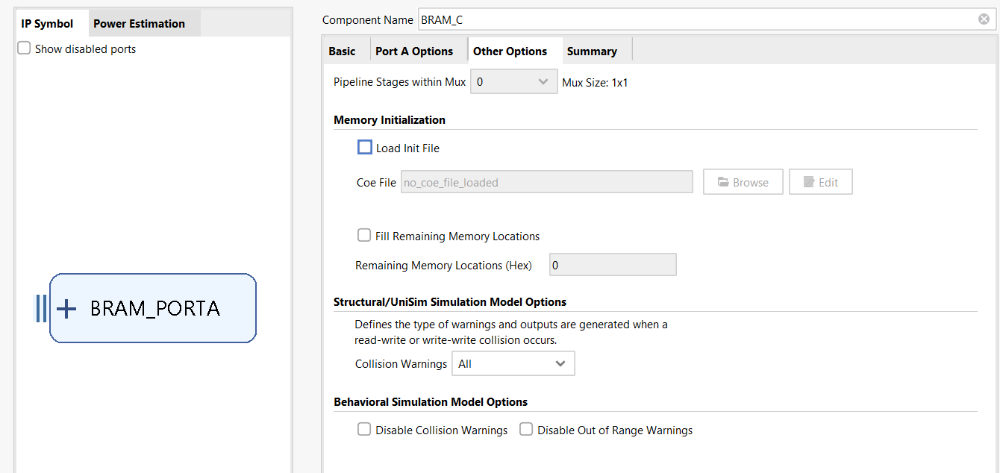 IP Symbol Power Estimation
Show disabled ports
BRAM_PORTA
Component Name BRAM_C
Basic Port A Options Other Options Summary
Pipeline Stages within Mux 0 Mux Size: 1x1
Memory Initialization
Load Init File
Coe File no_coe_file_loaded Browse Edit
Fill Remaining Memory Locations
Remaining Memory Locations (Hex) 0
Structural/UniSim Simulation Model Options
Defines the type of warnings and outputs are generated when a
read-write or write-write collision occurs.
Collision Warnings All
Behavioral Simulation Model Options
Disable Collision Warnings Disable Out of Range Warnings